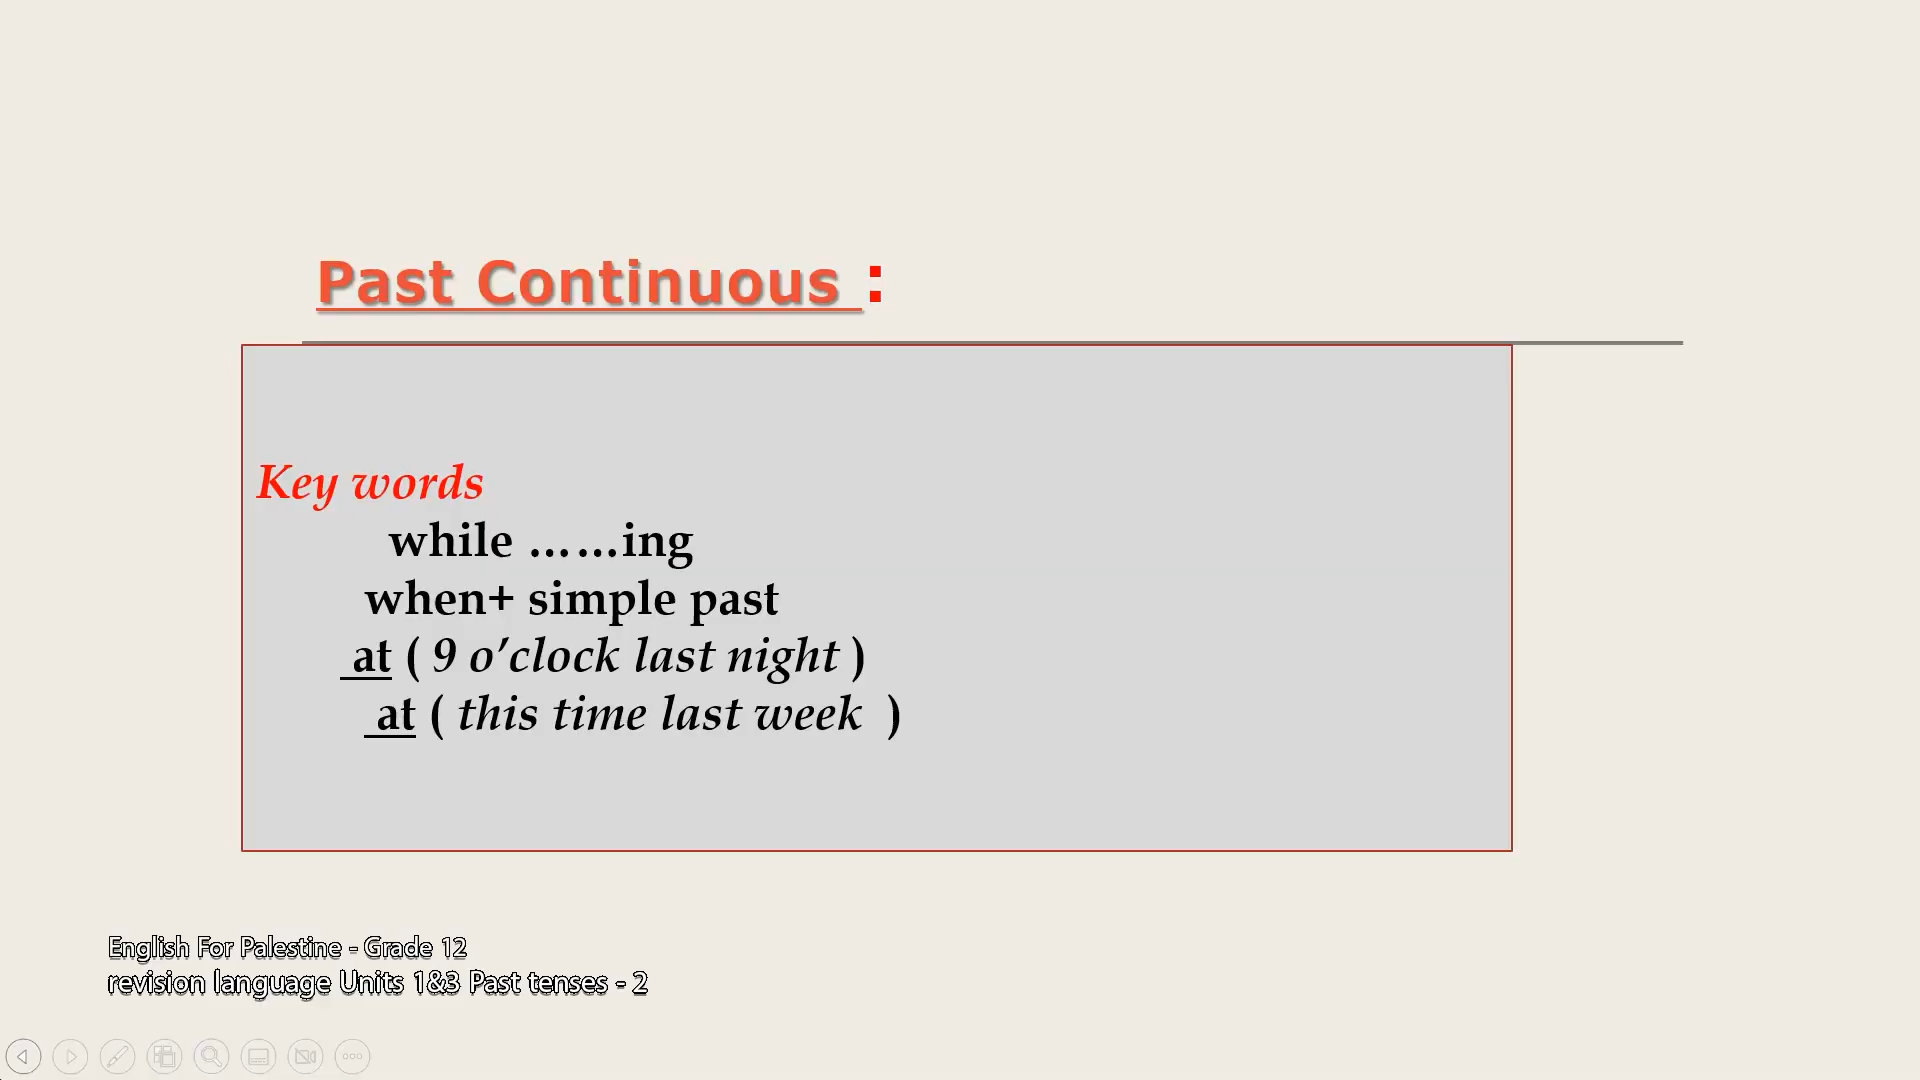 Past Continuous :
Key words
while ……ing
when+ simple past
at ( 9 o’clock last night )
at ( this time last week )
English For Palestine - Grade 12
revision language Units 1&3 Past tenses - 2